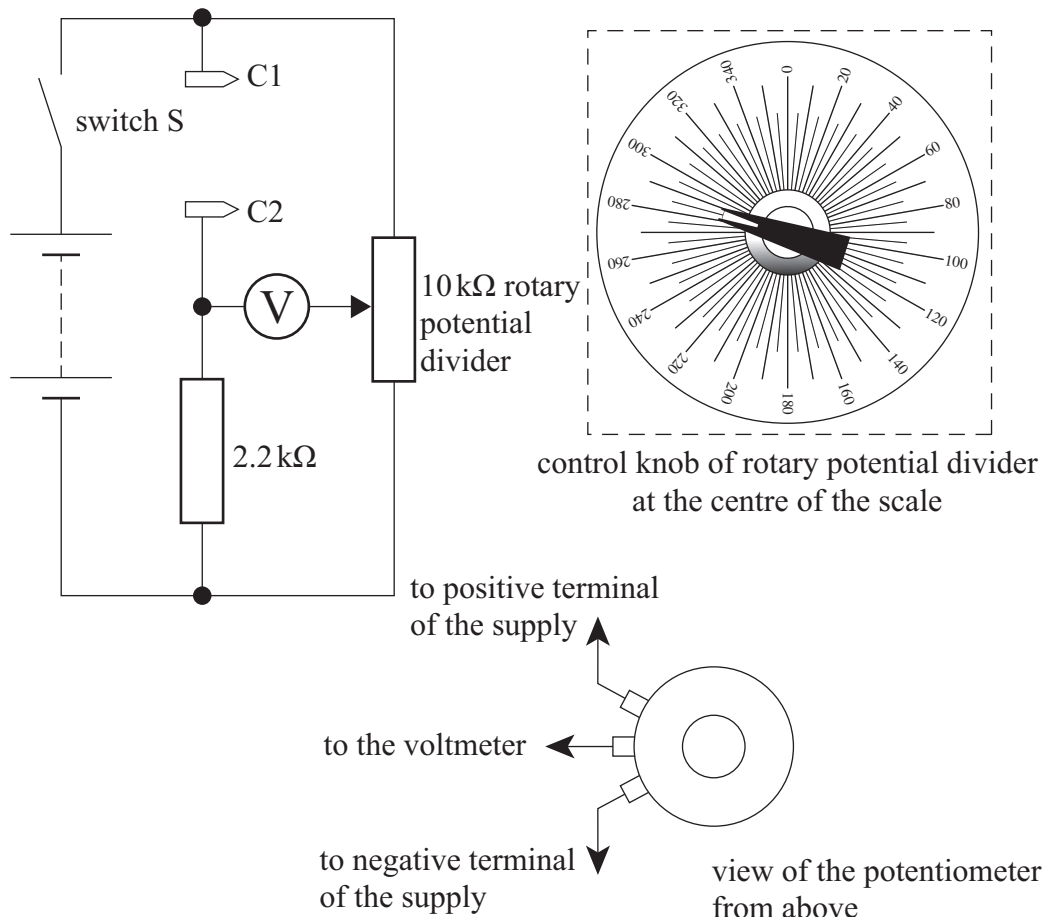 C1
switch S
C2
V
10 kΩ rotary
potential
divider
2.2 kΩ
0
20
40
60
80
100
120
140
160
180
200
220
240
260
280
300
320
340
control knob of rotary potential divider
at the centre of the scale
to positive terminal
of the supply
to the voltmeter
to negative terminal
of the supply
view of the potentiometer
from above